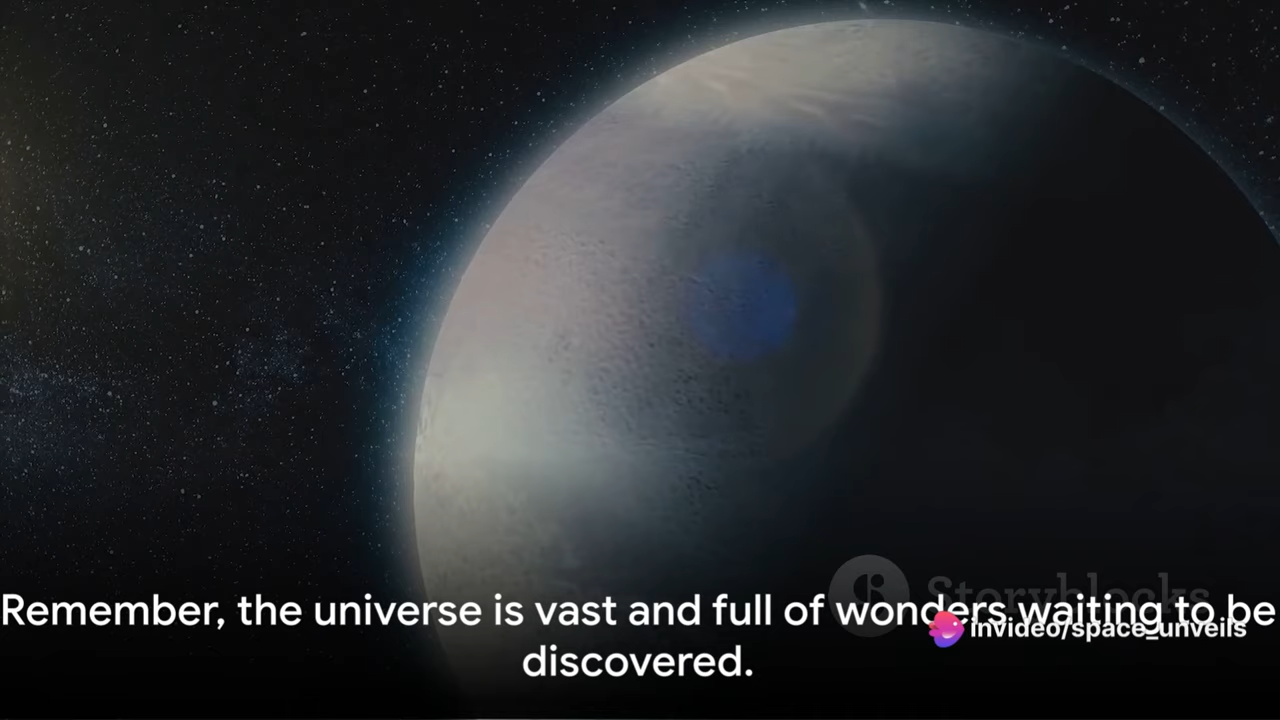 Storyblocks
Remember, the universe is vast and full of wonders waiting to be
invideo/space_unveils
discovered.